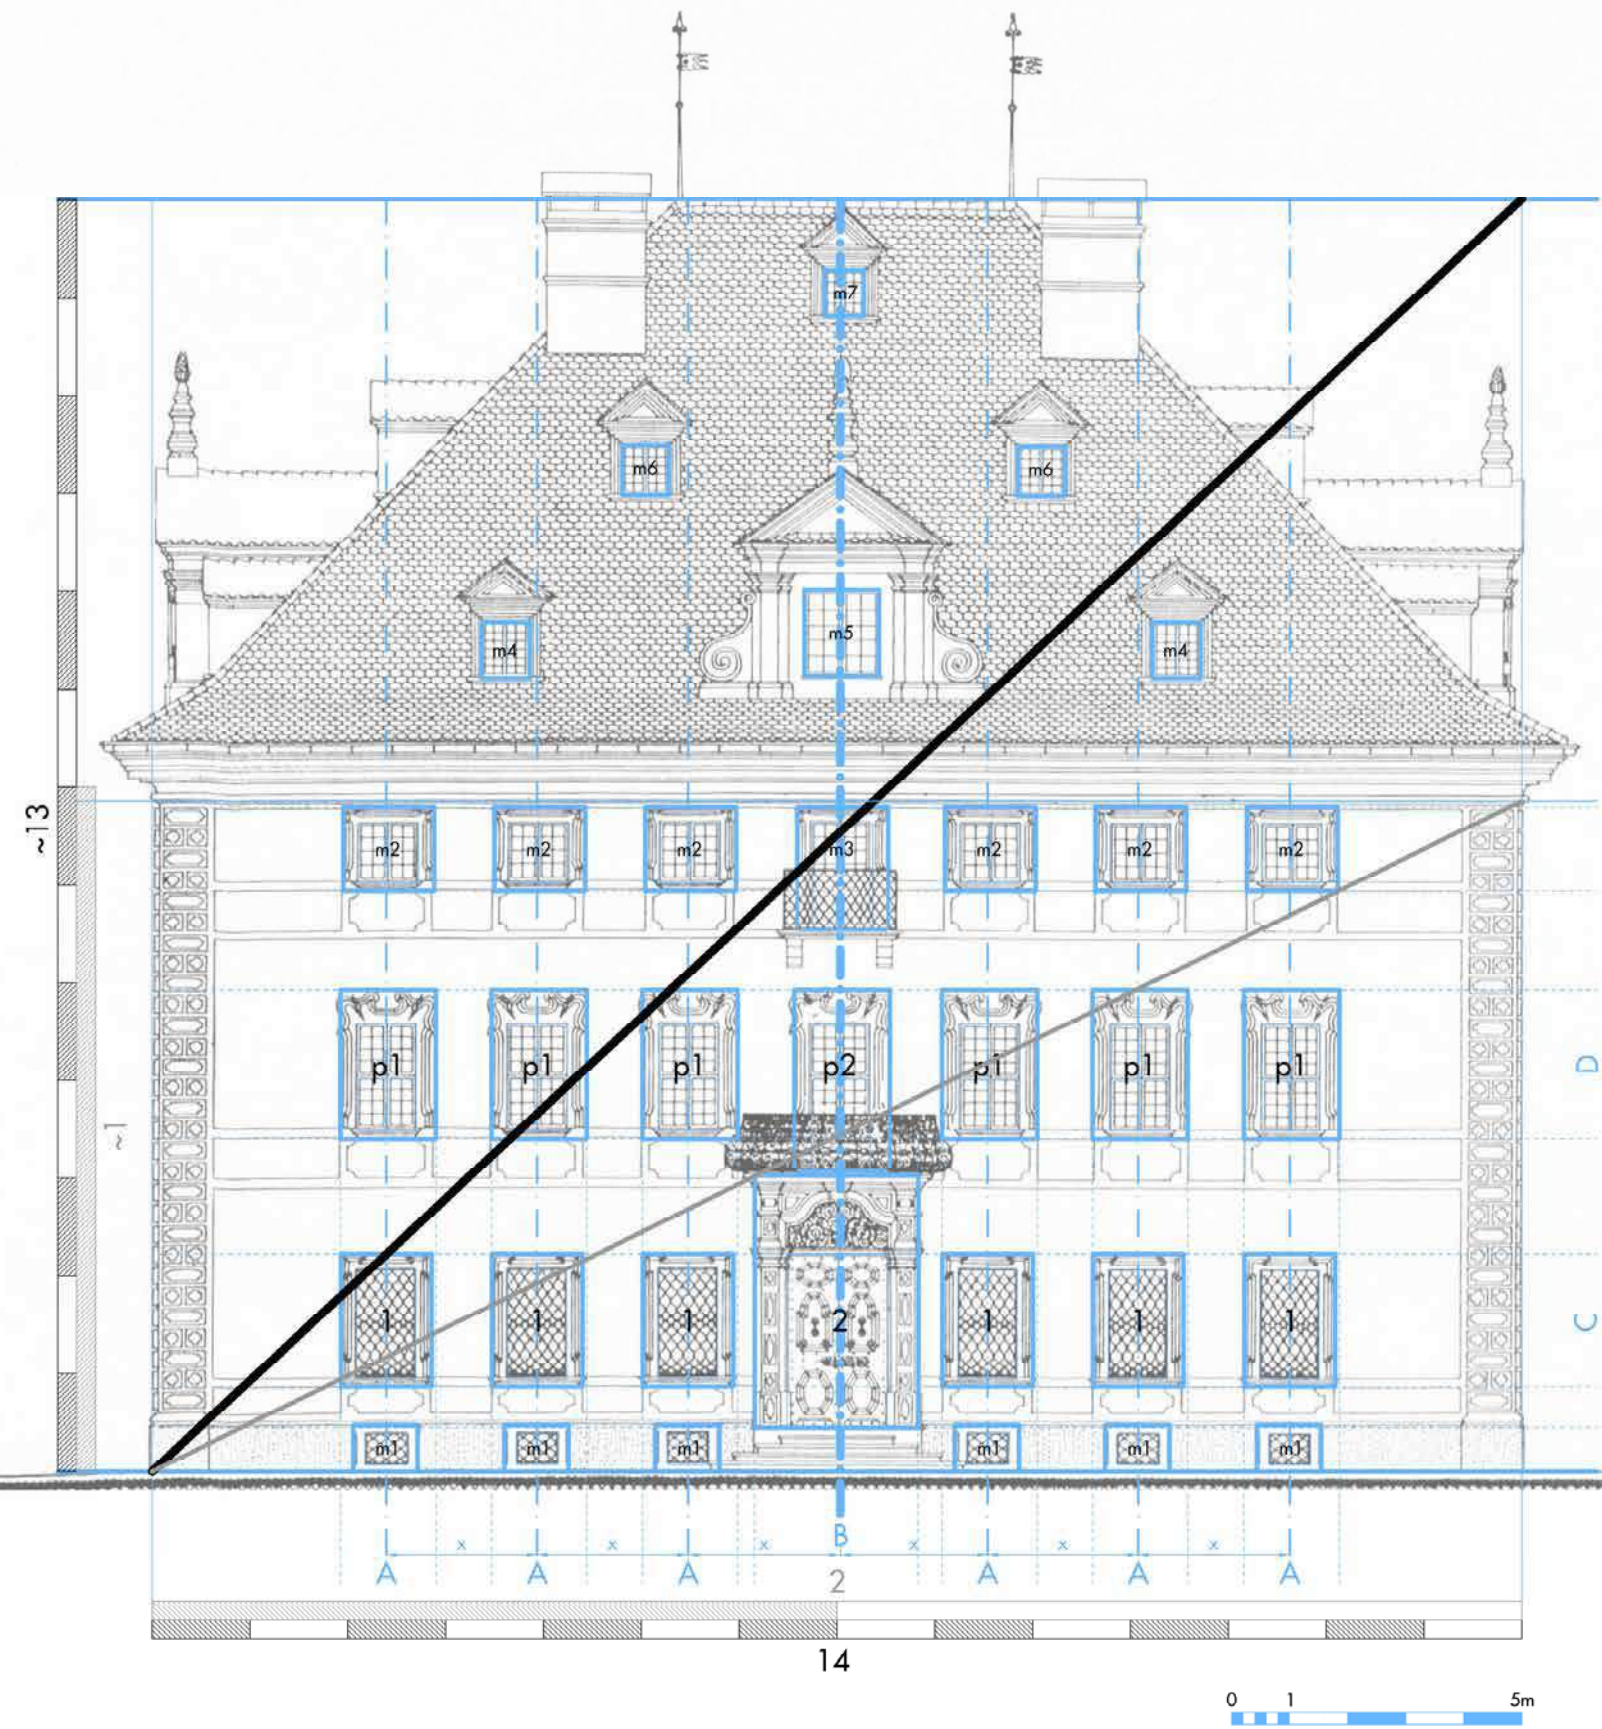 m7
m6 m6
m5
m4 m4
~13
m2 m2 m2 m3 m2 m2 m2
p1 p1 p1 p2 p1 p1 p1
D
~1
1 1 1 2 1 1 1
C
m1 m1 m1 m1 m1 m1
x x x B x x x
A A A A A A
2
14
0 1 5m